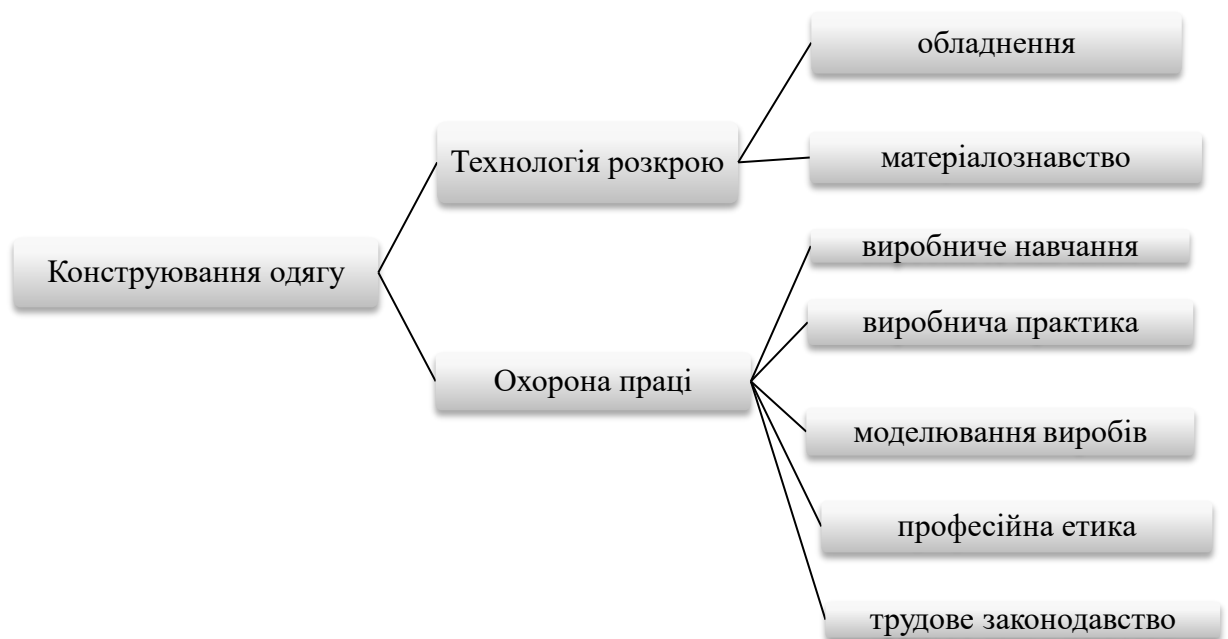 обладнення
Технологія розкрою
матеріалознавство
Конструювання одягу
виробниче навчання
виробнича практика
Охорона праці
моделювання виробів
професійна етика
трудове законодавство